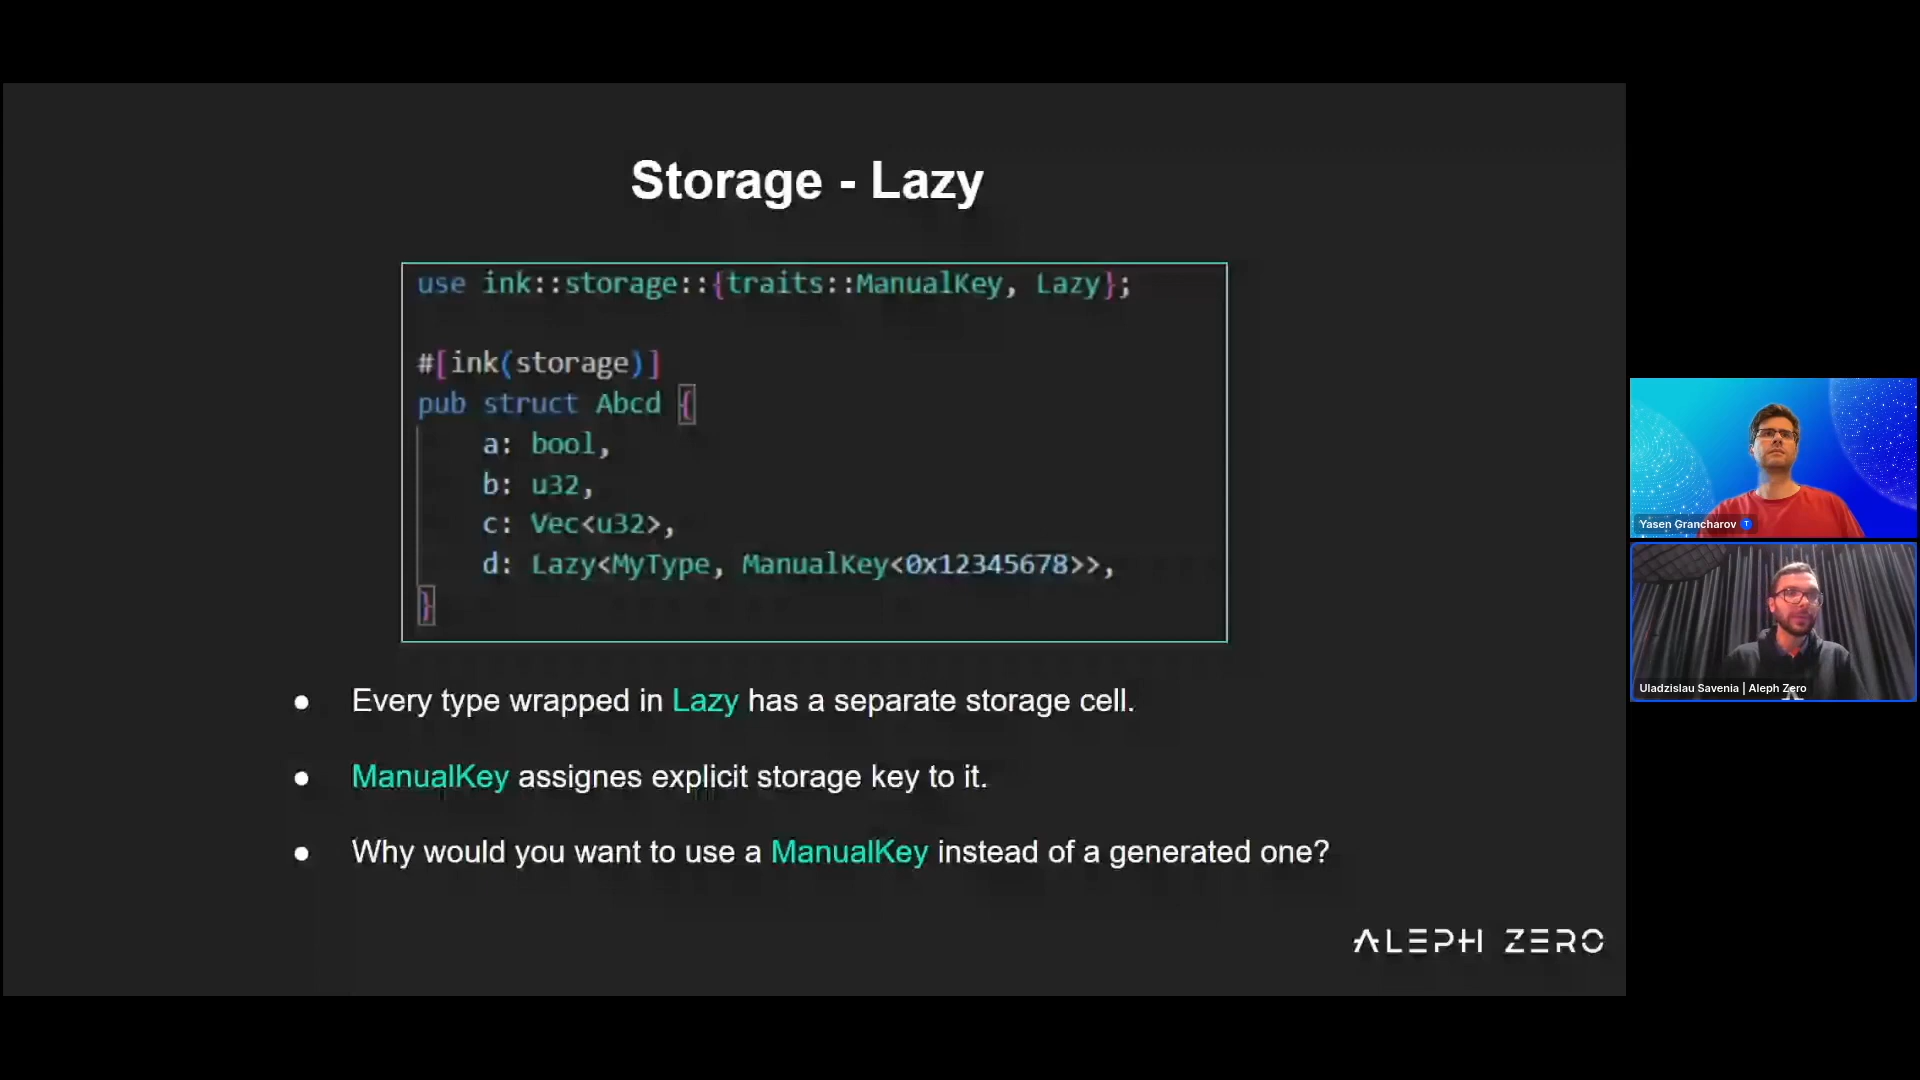 Storage - Lazy
use ink::storage::{traits::ManualKey, Lazy};
#[ink(storage)]
pub struct Abcd {
a: bool,
b: u32,
c: Vec<u32>,
d: Lazy<MyType, ManualKey<0x12345678>>,
}
● Every type wrapped in Lazy has a separate storage cell.
● ManualKey assignes explicit storage key to it.
● Why would you want to use a ManualKey instead of a generated one?
ALEPH ZERO
Yasen Grancharov T
Uladzislau Savenia | Aleph Zero